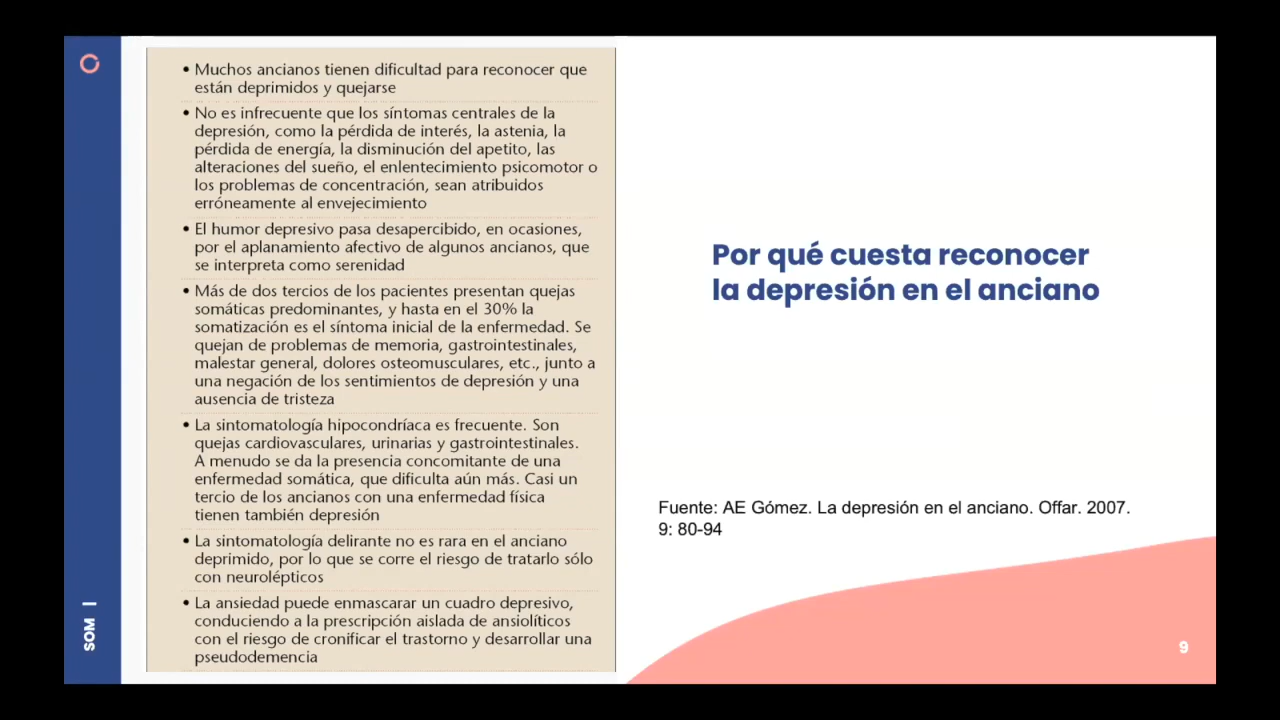 • Muchos ancianos tienen dificultad para reconocer que
están deprimidos y quejarse
• No es infrecuente que los síntomas centrales de la
depresión, como la pérdida de interés, la astenia, la
pérdida de energía, la disminución del apetito, las
alteraciones del sueño, el enlentecimiento psicomotor o
los problemas de concentración, sean atribuidos
erróneamente al envejecimiento
• El humor depresivo pasa desapercibido, en ocasiones,
por el aplanamiento afectivo de algunos ancianos, que
se interpreta como serenidad
• Más de dos tercios de los pacientes presentan quejas
somáticas predominantes, y hasta en el 30% la
somatización es el síntoma inicial de la enfermedad. Se
quejan de problemas de memoria, gastrointestinales,
malestar general, dolores osteomusculares, etc., junto a
una negación de los sentimientos de depresión y una
ausencia de tristeza
• La sintomatología hipocondríaca es frecuente. Son
quejas cardiovasculares, urinarias y gastrointestinales.
A menudo se da la presencia concomitante de una
enfermedad somática, que dificulta aún más. Casi un
tercio de los ancianos con una enfermedad física
tienen también depresión
• La sintomatología delirante no es rara en el anciano
deprimido, por lo que se corre el riesgo de tratarlo sólo
con neurolépticos
• La ansiedad puede enmascarar un cuadro depresivo,
conduciendo a la prescripción aislada de ansiolíticos
con el riesgo de cronificar el trastorno y desarrollar una
pseudodemencia
Por qué cuesta reconocer
la depresión en el anciano
Fuente: AE Gómez. La depresión en el anciano. Offar. 2007.
9: 80-94
SOM |
9